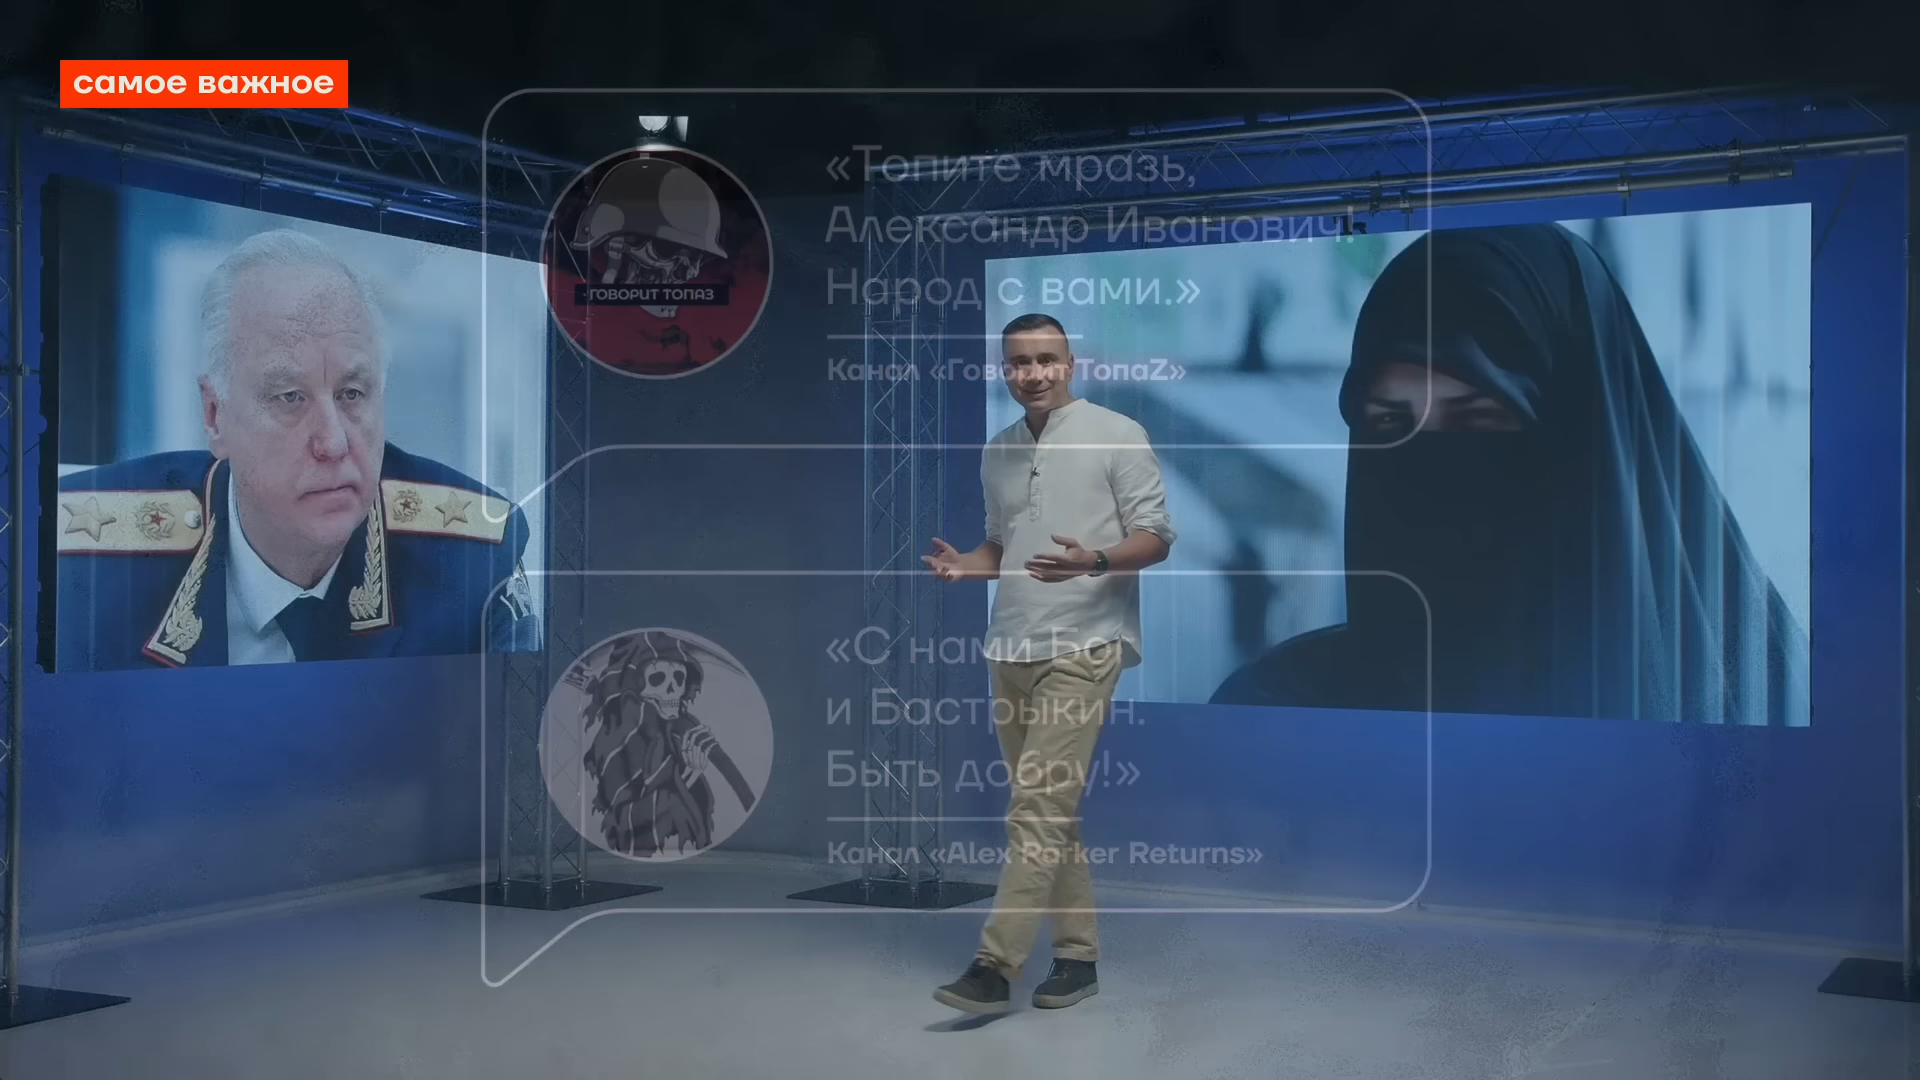 самое важное
«Топите мразь,
Александр Иванович!
Народ с вами.»
Канал «Говорит ТопаZ»
ГОВОРИТ ТОПАЗ
«С нами Бог
и Бастрыкин.
Быть добру!»
Канал «Alex Parker Returns»